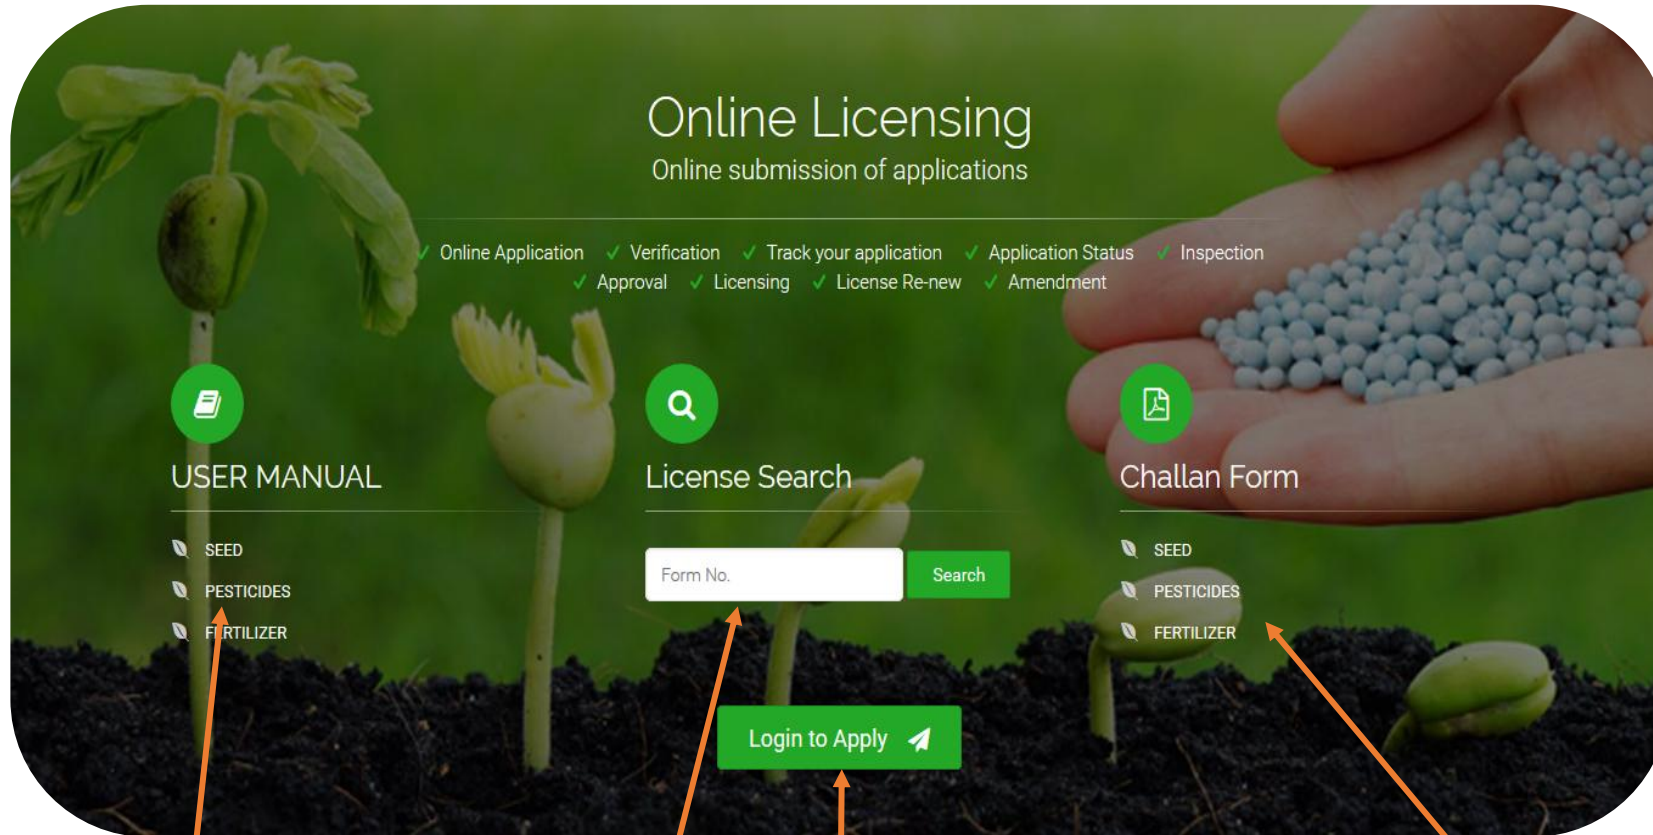 Online Licensing
Online submission of applications
Online Application Verification Track your application Application Status Inspection
Approval Licensing License Re-new Amendment
USER MANUAL
SEED
PESTICIDES
FERTILIZER
License Search
Form No. Search
Challan Form
SEED
PESTICIDES
FERTILIZER
Login to Apply